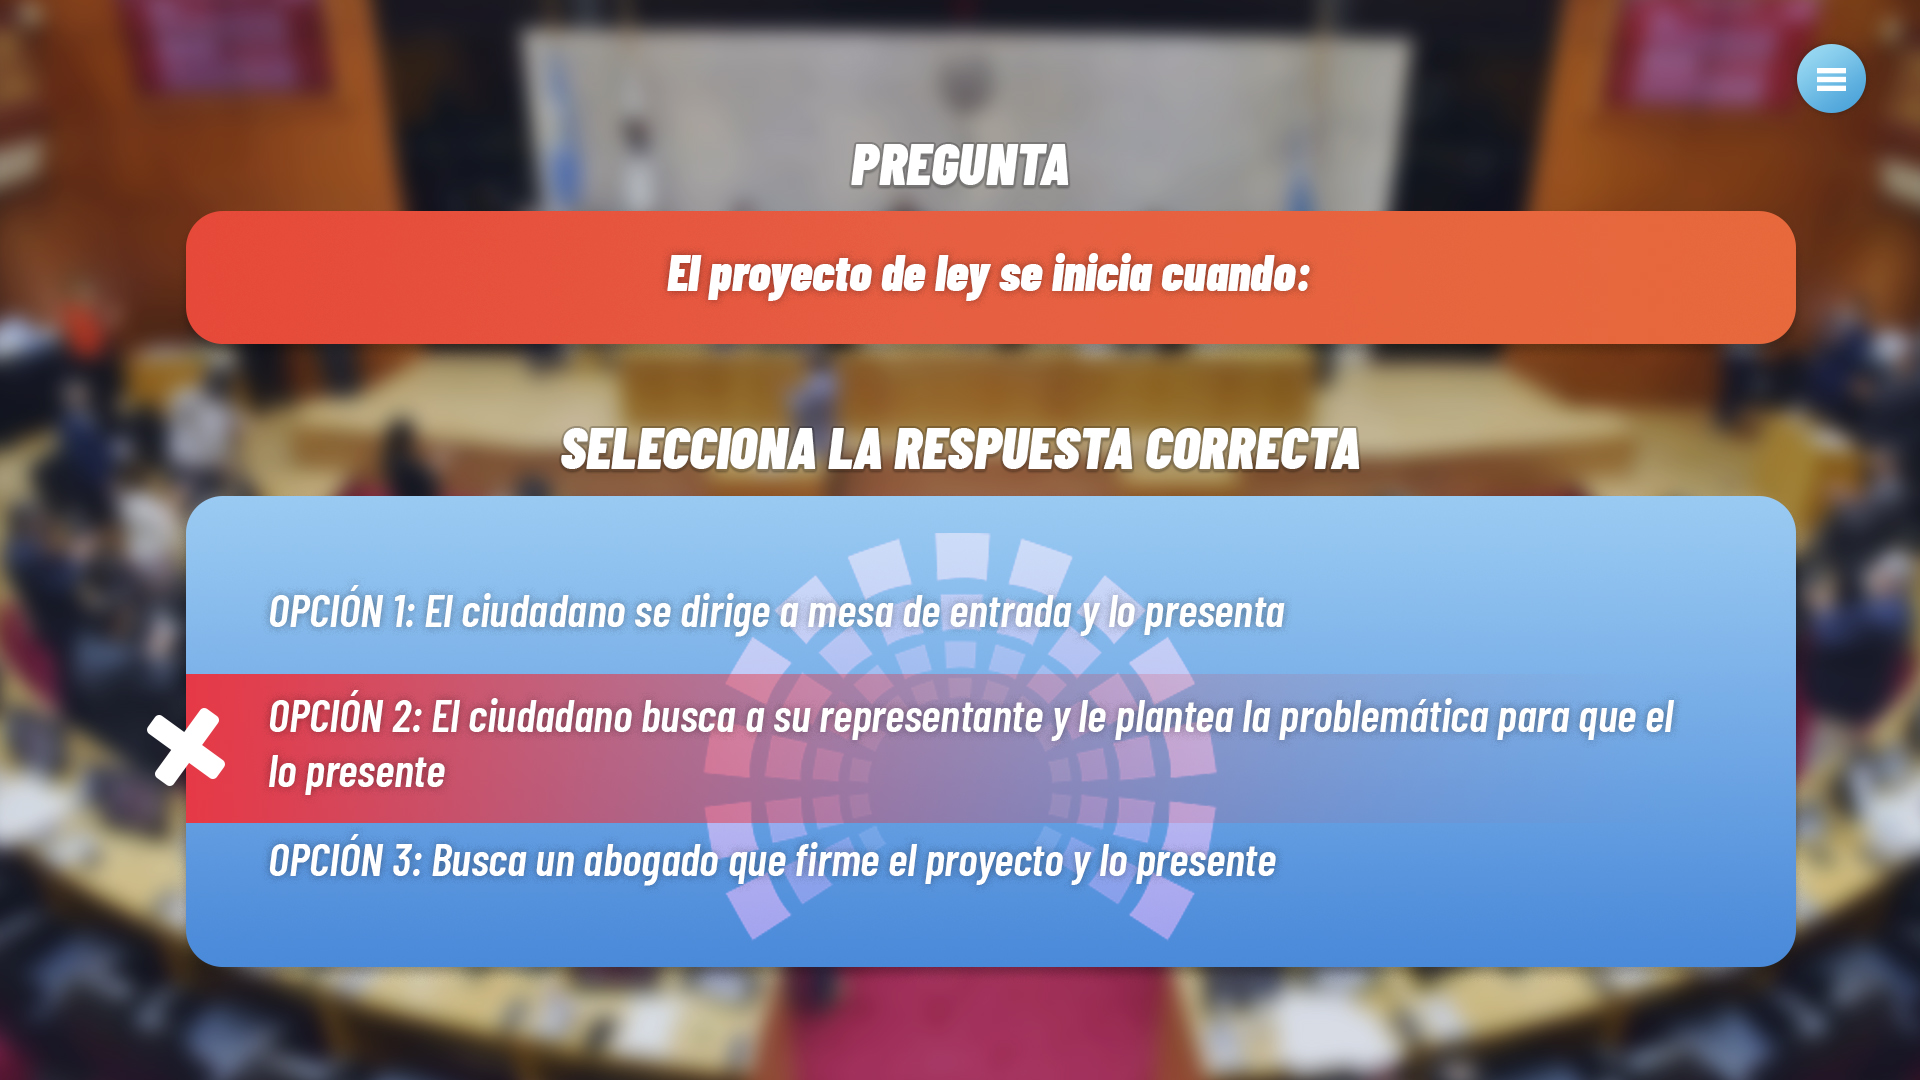 PREGUNTA
El proyecto de ley se inicia cuando:
SELECCIONA LA RESPUESTA CORRECTA
OPCIÓN 1: El ciudadano se dirige a mesa de entrada y lo presenta
OPCIÓN 2: El ciudadano busca a su representante y le plantea la problemática para que el
lo presente
OPCIÓN 3: Busca un abogado que firme el proyecto y lo presente